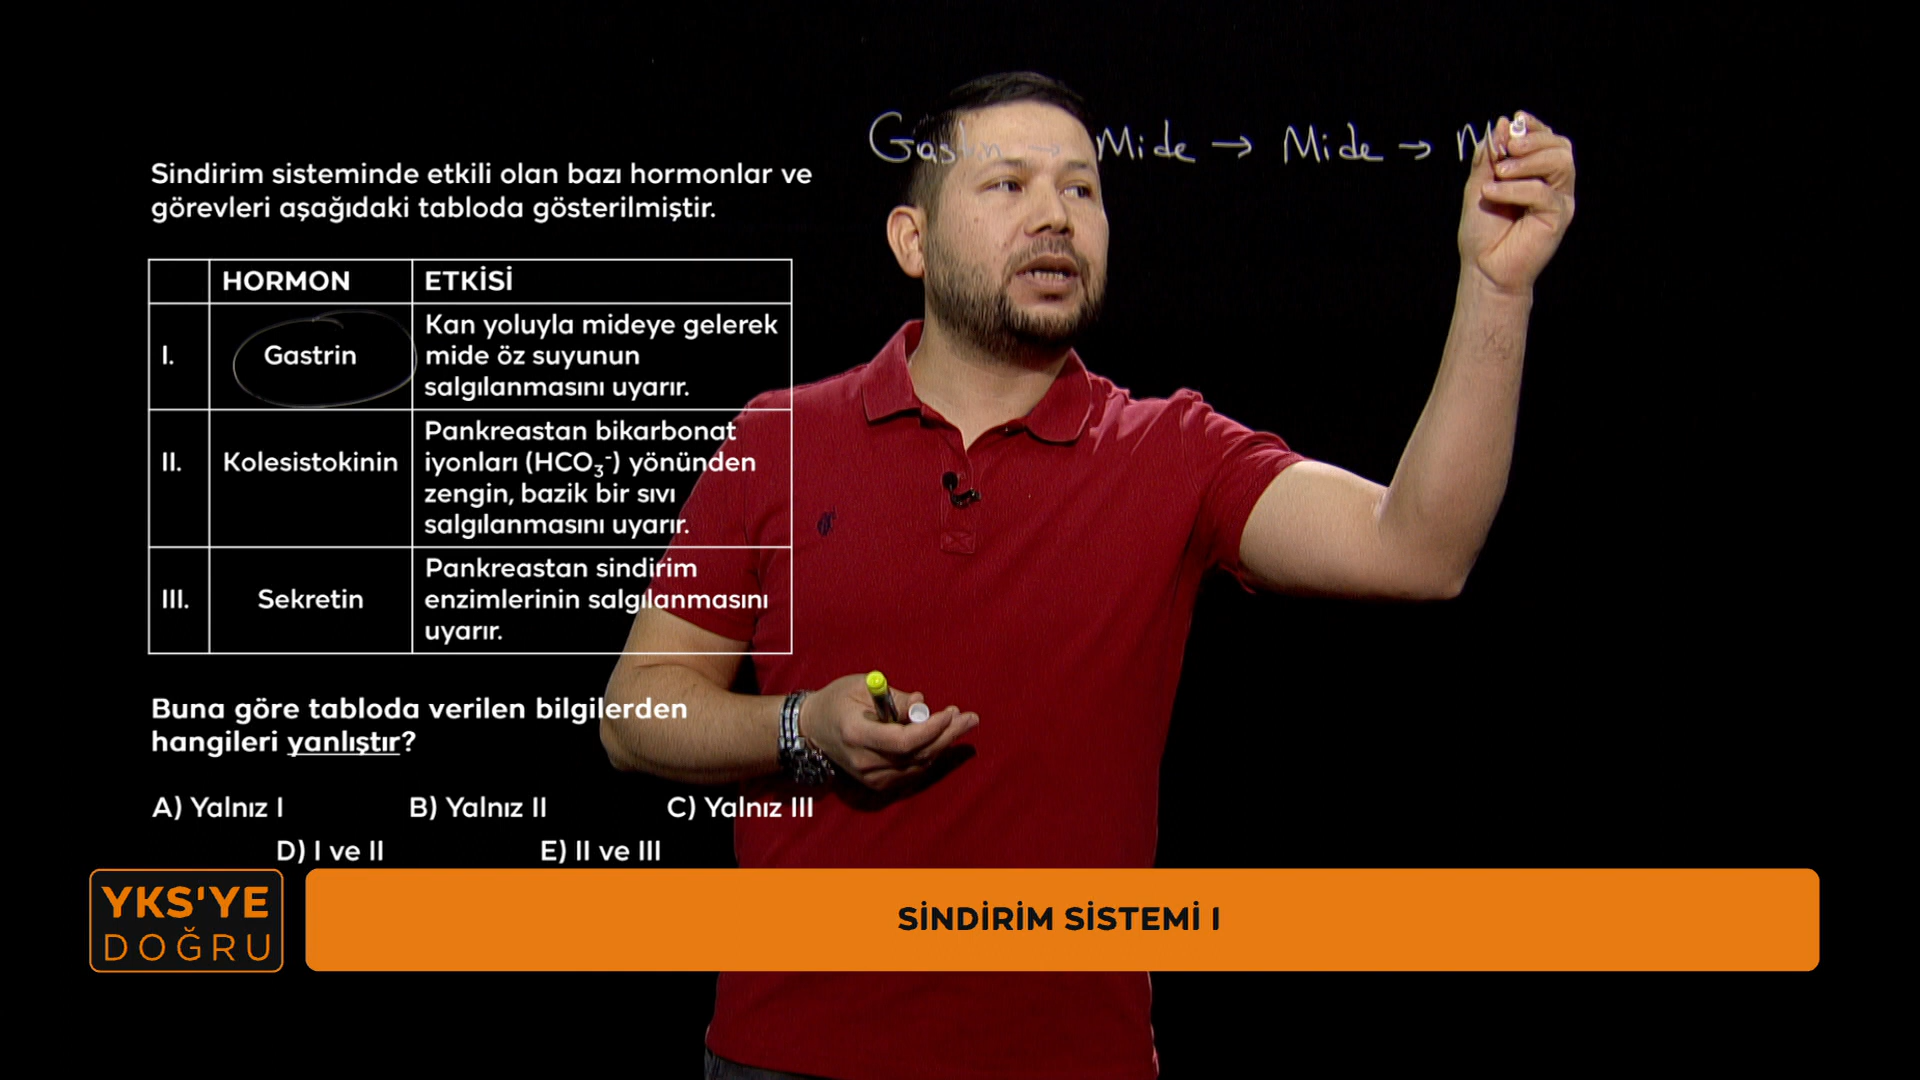 Gastrin → Mide → Mide → Mi
Sindirim sisteminde etkili olan bazı hormonlar ve
görevleri aşağıdaki tabloda gösterilmiştir.
HORMON ETKİSİ
I. Gastrin Kan yoluyla mideye gelerek
mide öz suyunun
salgılanmasını uyarır.
II. Kolesistokinin Pankreastan bikarbonat
iyonları (HCO₃⁻) yönünden
zengin, bazik bir sıvı
salgılanmasını uyarır.
III. Sekretin Pankreastan sindirim
enzimlerinin salgılanmasını
uyarır.
Buna göre tabloda verilen bilgilerden
hangileri yanlıştır?
A) Yalnız I B) Yalnız II C) Yalnız III
D) I ve II E) II ve III
YKS'YE
DOĞRU
SİNDİRİM SİSTEMİ I